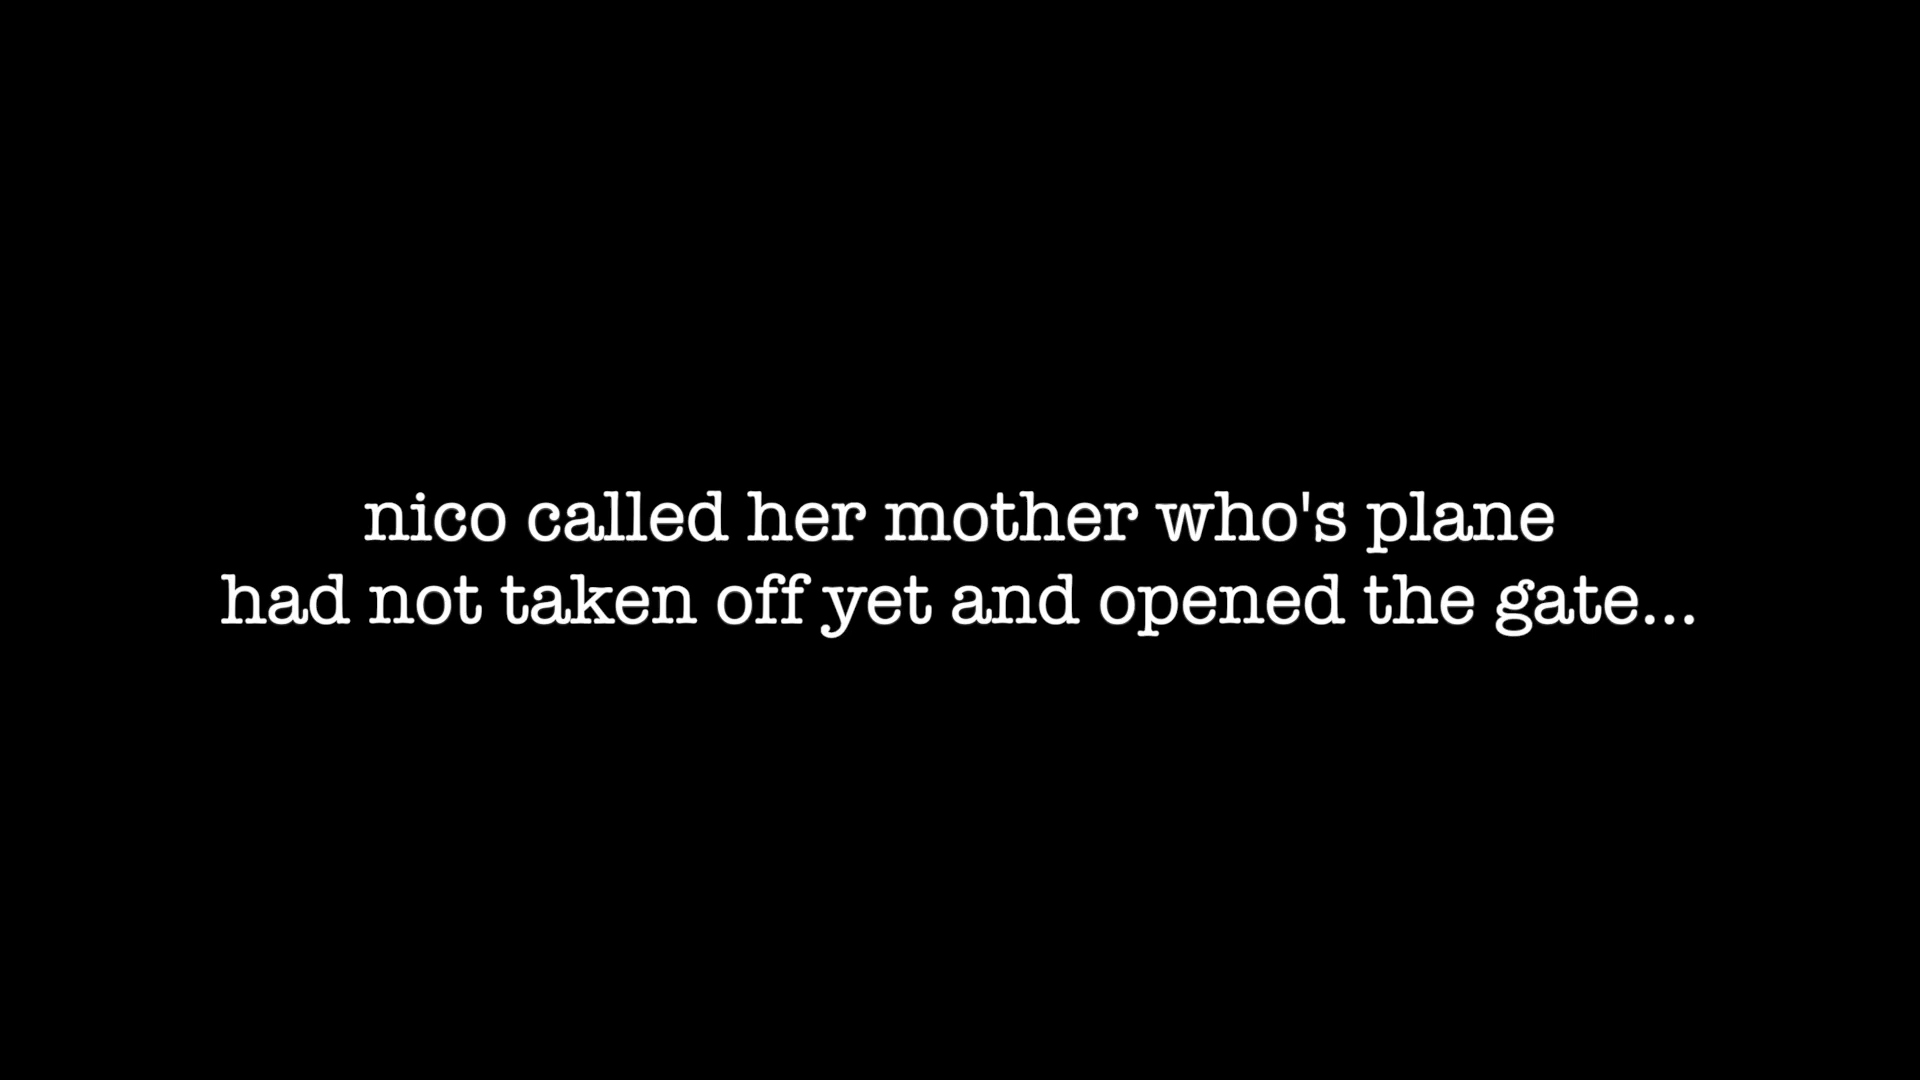 nico called her mother who's plane
had not taken off yet and opened the gate...